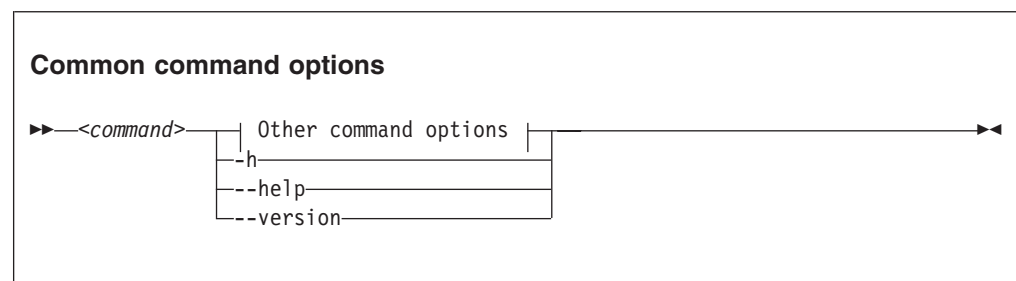 Common command options
<command> Other command options
-h
--help
--version